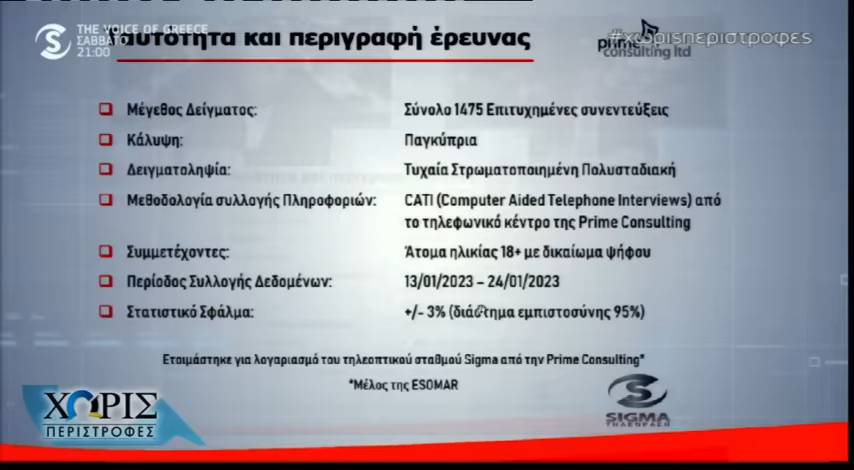 THE VOICE OF GREECE
ΣΑΒΒΑΤΟ
21:00
Ταυτότητα και περιγραφή έρευνας
prime
consulting ltd
#χωρίςπεριστροφές
Μέγεθος Δείγματος: Σύνολο 1475 Επιτυχημένες συνεντεύξεις
Κάλυψη: Παγκύπρια
Δειγματοληψία: Τυχαία Στρωματοποιημένη Πολυσταδιακή
Μεθοδολογία συλλογής Πληροφοριών: CATI (Computer Aided Telephone Interviews) από
το τηλεφωνικό κέντρο της Prime Consulting
Συμμετέχοντες: Άτομα ηλικίας 18+ με δικαίωμα ψήφου
Περίοδος Συλλογής Δεδομένων: 13/01/2023 – 24/01/2023
Στατιστικό Σφάλμα: +/- 3% (διάστημα εμπιστοσύνης 95%)
Ετοιμάστηκε για λογαριασμό του τηλεοπτικού σταθμού Sigma από την Prime Consulting*
*Μέλος της ESOMAR
ΧΩΡΙΣ
ΠΕΡΙΣΤΡΟΦΕΣ
SIGMA
ΤΗΛΕΟΡΑΣΗ